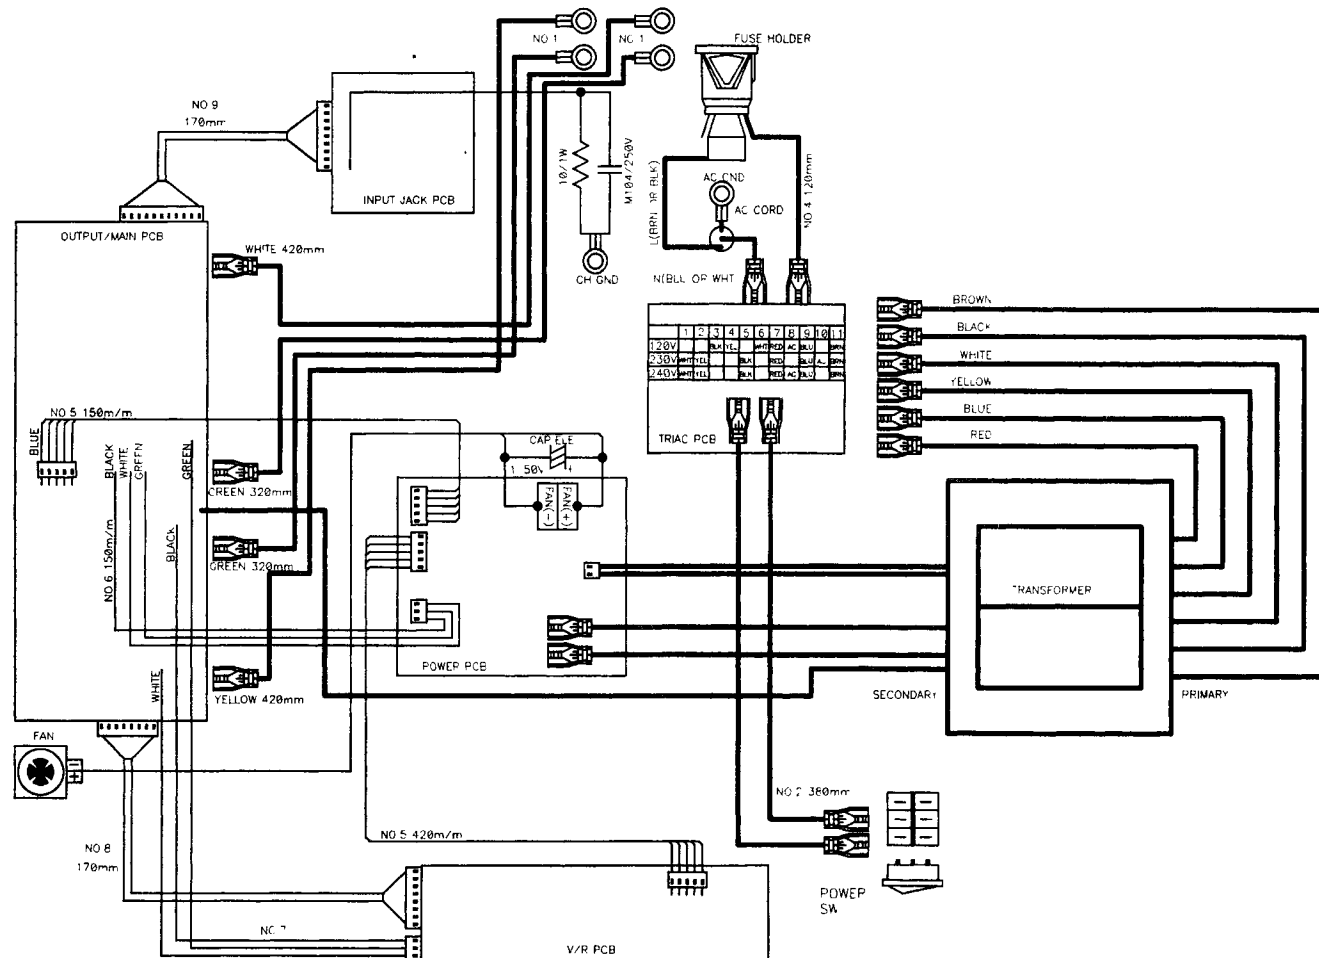 NO 1
NO 1
FUSE HOLDER
NO 9
170mm
10/1W
M104/250V
INPUT JACK PCB
CH GND
L(BRN OR BLK)
AC GND
AC CORD
NO 4 120mm
OUTPUT/MAIN PCB
WHITE 420mm
OR WHT
1 2 3 4 5 6 7 8 9 10 11
120V BLK YEL WHT RED AC BLU BRN
230V WHT YEL BLK RED BLU BRN
240V WHT YEL BLK RED AC BLU BRN
TRIAC PCB
BROWN
BLACK
WHITE
YELLOW
BLUE
RED
NO 5 150m/m
BLUE
BLACK
WHITE
GREEN
GREEN
CAP ELE
50V +
FAN(-)
FAN(+)
GREEN 320mm
NO 6 150m/m
BLACK
GREEN 320mm
TRANSFORMER
POWER PCB
WHITE
YELLOW 420mm
SECONDARY
PRIMARY
FAN
- +
NO 2 380mm
NO 5 420m/m
NO 8
170mm
POWER
SW
NO 7
V/R PCB